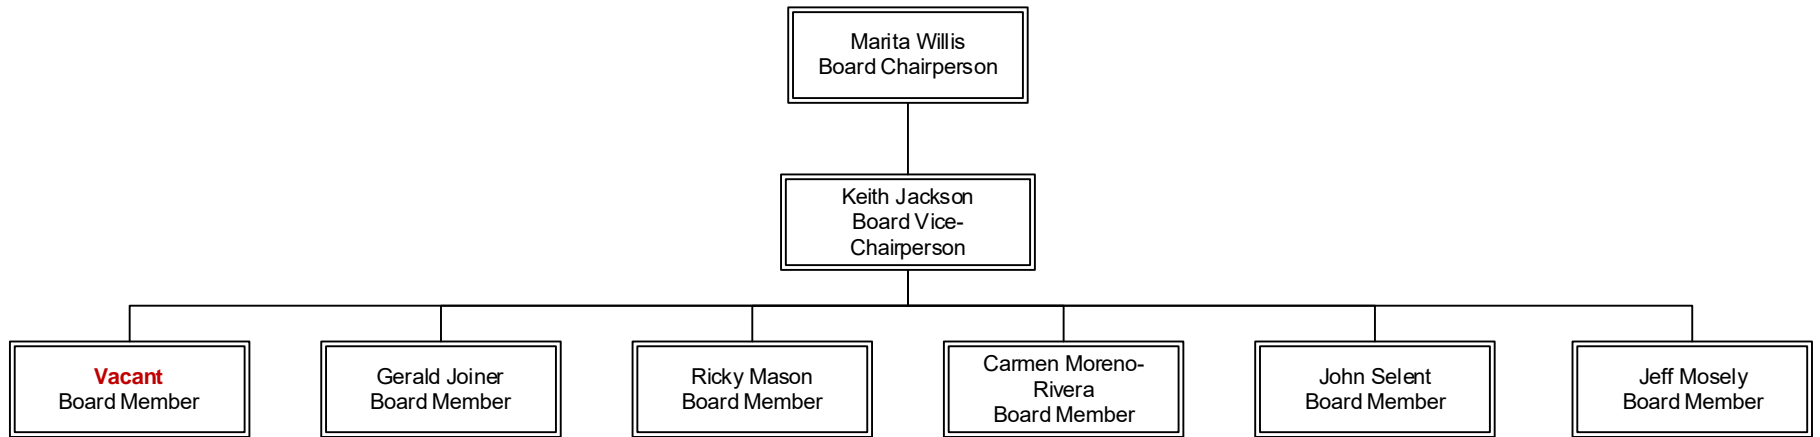 Marita Willis
Board Chairperson
Keith Jackson
Board Vice-
Chairperson
Vacant
Board Member
Gerald Joiner
Board Member
Ricky Mason
Board Member
Carmen Moreno-
Rivera
Board Member
John Selent
Board Member
Jeff Mosely
Board Member